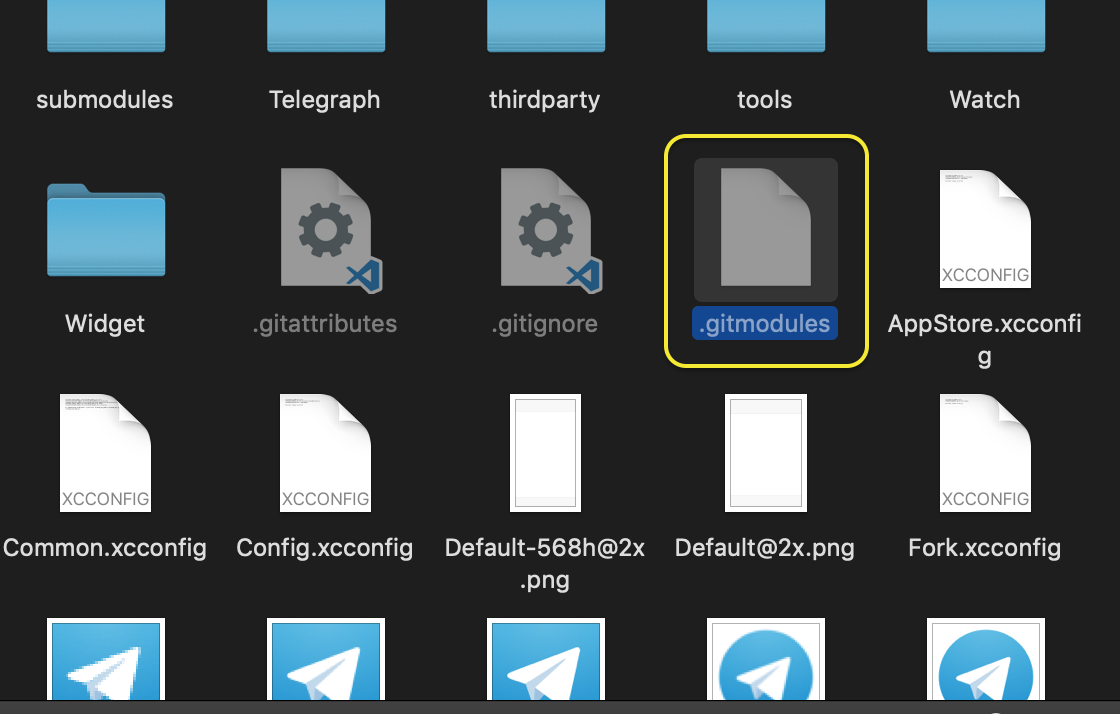 submodules
Telegraph
thirdparty
tools
Watch
Widget
.gitattributes
.gitignore
.gitmodules
XCCONFIG
AppStore.xcconfi
g
XCCONFIG
Common.xcconfig
XCCONFIG
Config.xcconfig
Default-568h@2x
.png
Default@2x.png
XCCONFIG
Fork.xcconfig